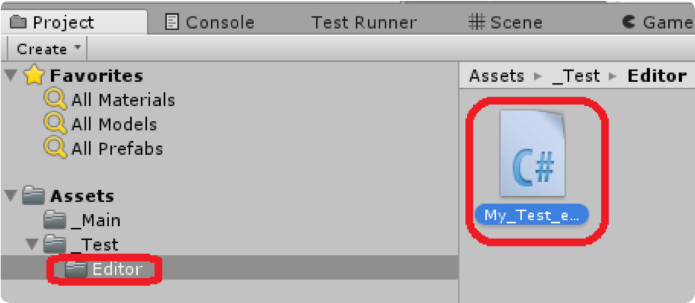 Project Console Test Runner Scene Game
Create
Favorites
All Materials
All Models
All Prefabs
Assets
_Main
_Test
Editor
Assets _Test Editor
C#
My_Test_e...